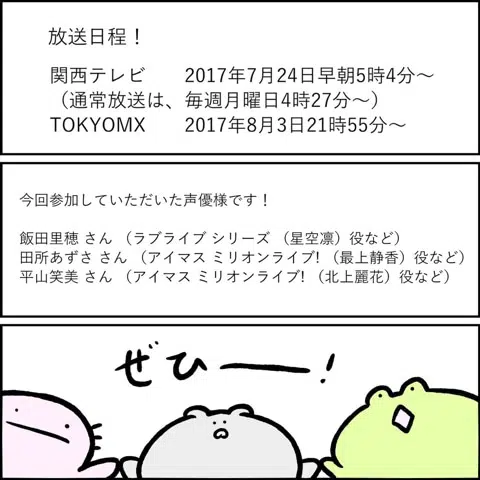 放送日程！
関西テレビ　　2017年7月24日早朝5時4分～
（通常放送は、毎週月曜日4時27分～）
TOKYOMX　　2017年8月3日21時55分～
今回参加していただいた声優様です！
飯田里穂 さん （ラブライブ シリーズ （星空凛）役など）
田所あずさ さん （アイマス ミリオンライブ! （最上静香）役など）
平山笑美 さん （アイマス ミリオンライブ! （北上麗花）役など）
ぜひー！